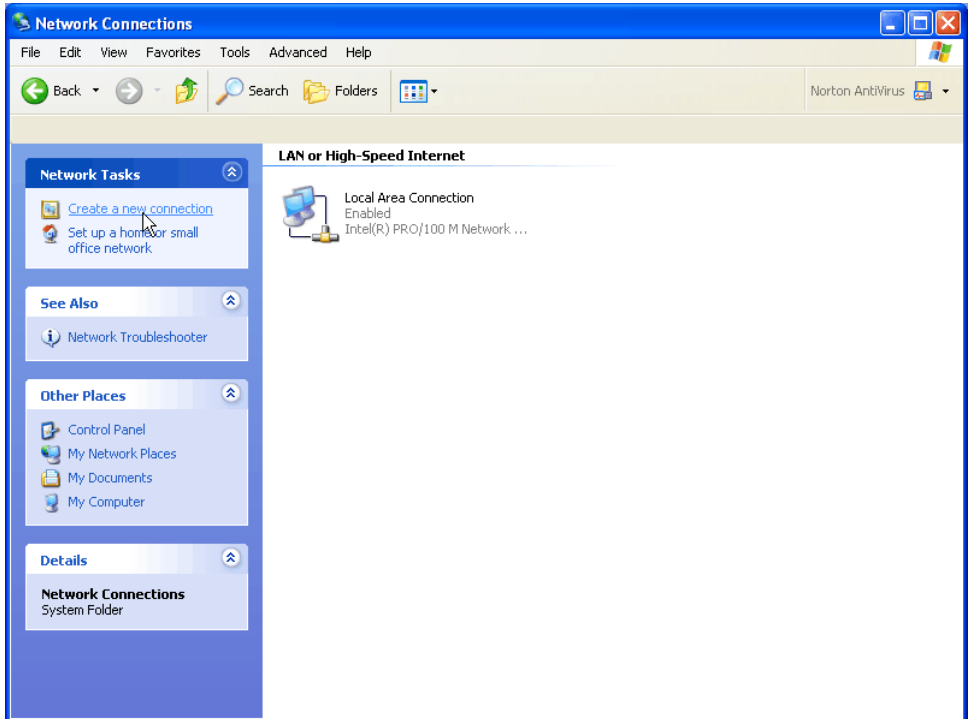 Network Connections
File Edit View Favorites Tools Advanced Help
Back Search Folders Norton AntiVirus
Network Tasks
Create a new connection
Set up a home or small
office network
See Also
Network Troubleshooter
Other Places
Control Panel
My Network Places
My Documents
My Computer
Details
Network Connections
System Folder
LAN or High-Speed Internet
Local Area Connection
Enabled
Intel(R) PRO/100 M Network ...